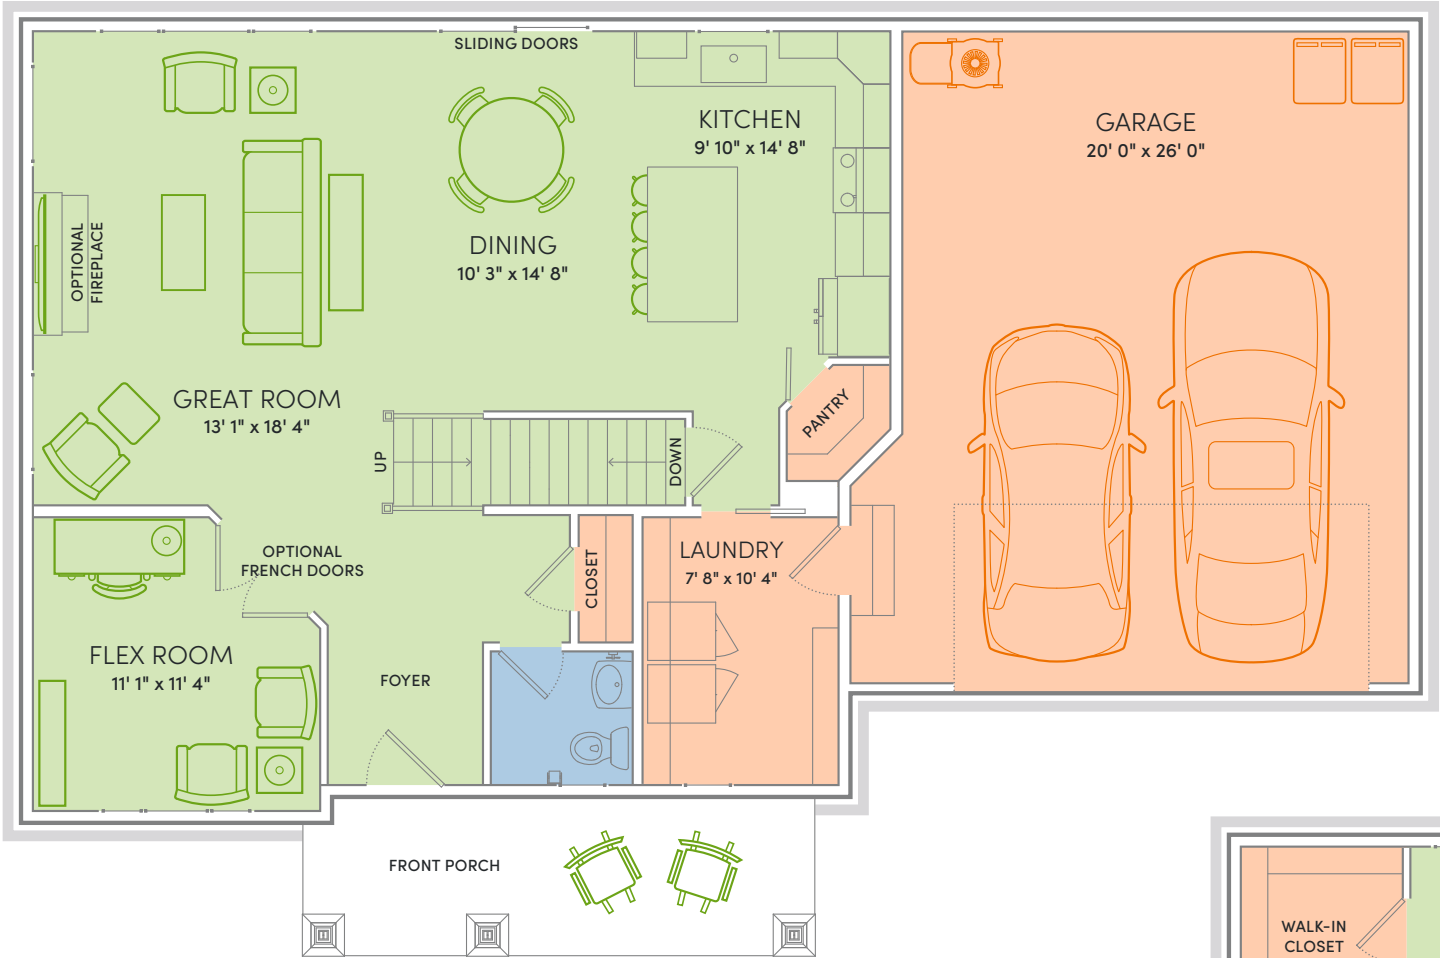 SLIDING DOORS
KITCHEN
9' 10" x 14' 8"
GARAGE
20' 0" x 26' 0"
DINING
10' 3" x 14' 8"
OPTIONAL
FIREPLACE
GREAT ROOM
13' 1" x 18' 4"
PANTRY
UP
DOWN
OPTIONAL
FRENCH DOORS
CLOSET
LAUNDRY
7' 8" x 10' 4"
FLEX ROOM
11' 1" x 11' 4"
FOYER
FRONT PORCH
WALK-IN
CLOSET